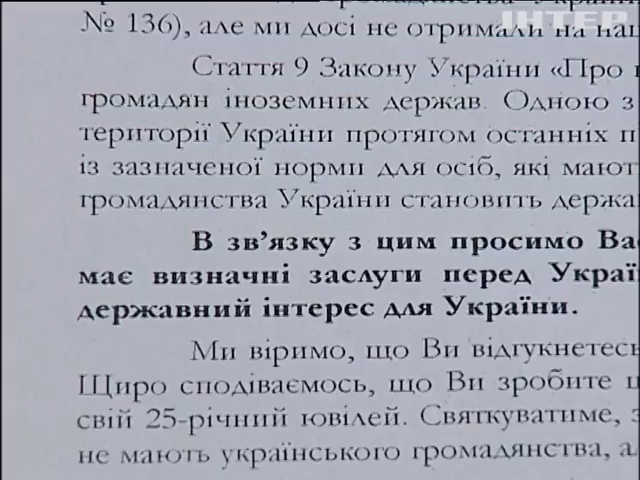 ІНТЕР
№ 136), але ми досі не отримали на
Стаття 9 Закону України «Про
громадян іноземних держав. Одною з
території України протягом останніх
із зазначеної норми для осіб, які мают
громадянства України становить держа
В зв’язку з цим просимо Ва
має визначні заслуги перед Украї
державний інтерес для України.
Ми віримо, що Ви відгукнетесь
Щиро сподіваємось, що Ви зробите
свій 25-річний ювілей. Святкуватиме, з
не мають українського громадянства, а